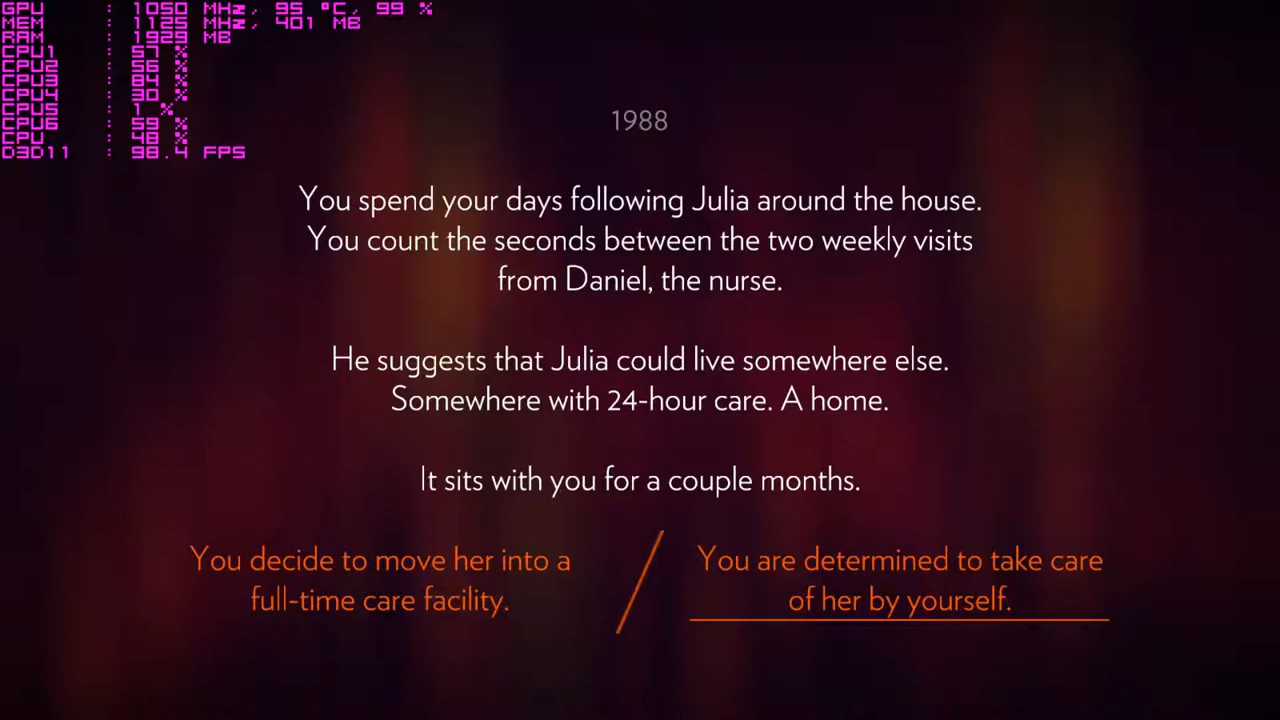 GPU : 1050 MHz, 95 °C, 99 %
MEM : 1125 MHz, 401 MB
RAM : 1929 MB
CPU1 : 57 %
CPU2 : 56 %
CPU3 : 84 %
CPU4 : 30 %
CPU5 : 1 %
CPU6 : 59 %
CPU : 48 %
D3D11 : 98.4 FPS
1988
You spend your days following Julia around the house.
You count the seconds between the two weekly visits
from Daniel, the nurse.
He suggests that Julia could live somewhere else.
Somewhere with 24-hour care. A home.
It sits with you for a couple months.
You decide to move her into a
full-time care facility.
/
You are determined to take care
of her by yourself.